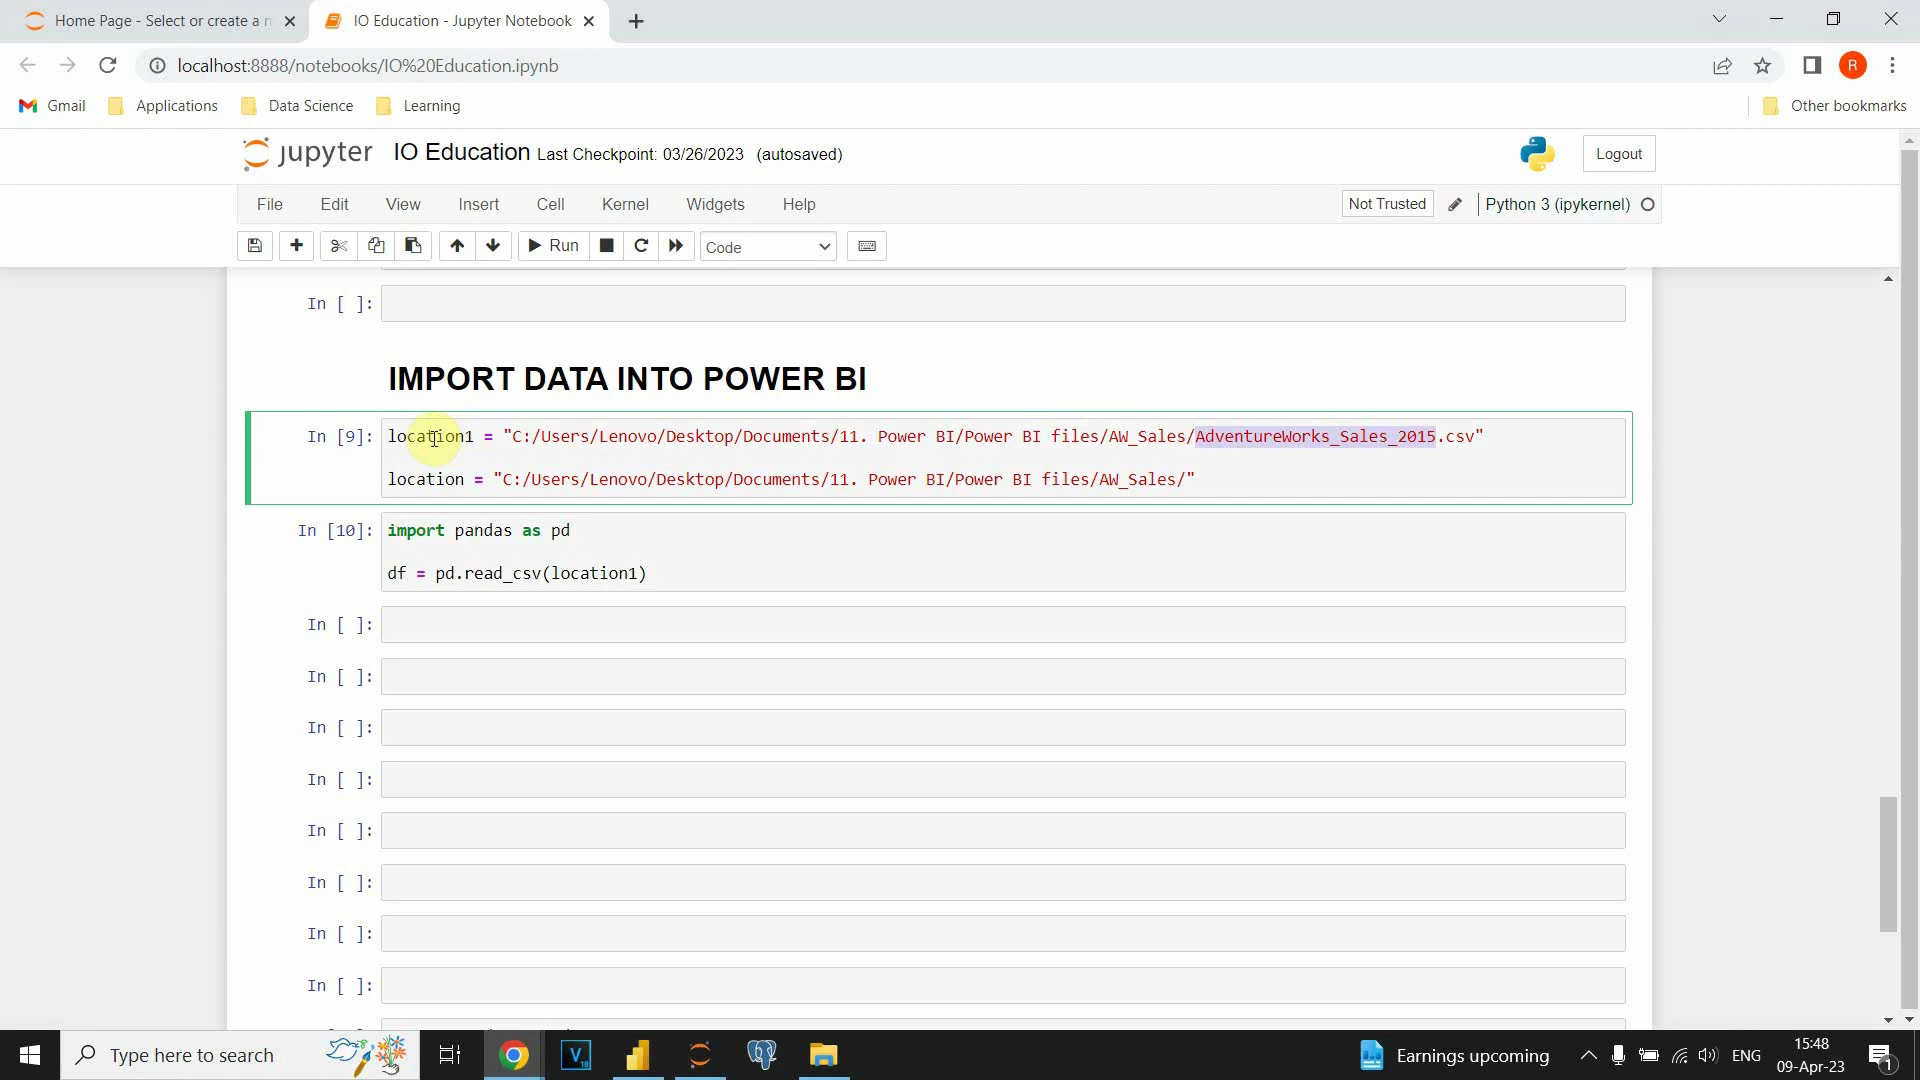 Home Page - Select or create a n
IO Education - Jupyter Notebook
localhost:8888/notebooks/IO%20Education.ipynb
R
Gmail
Applications
Data Science
Learning
Other bookmarks
jupyter
IO Education Last Checkpoint: 03/26/2023 (autosaved)
Logout
File Edit View Insert Cell Kernel Widgets Help
Not Trusted
Python 3 (ipykernel)
Run
Code
In [ ]:
IMPORT DATA INTO POWER BI
In [9]: location1 = "C:/Users/Lenovo/Desktop/Documents/11. Power BI/Power BI files/AW_Sales/AdventureWorks_Sales_2015.csv"
location = "C:/Users/Lenovo/Desktop/Documents/11. Power BI/Power BI files/AW_Sales/"
In [10]: import pandas as pd
df = pd.read_csv(location1)
In [ ]:
In [ ]:
In [ ]:
In [ ]:
In [ ]:
In [ ]:
In [ ]:
In [ ]:
Type here to search
V
18
Earnings upcoming
ENG
15:48
09-Apr-23
1